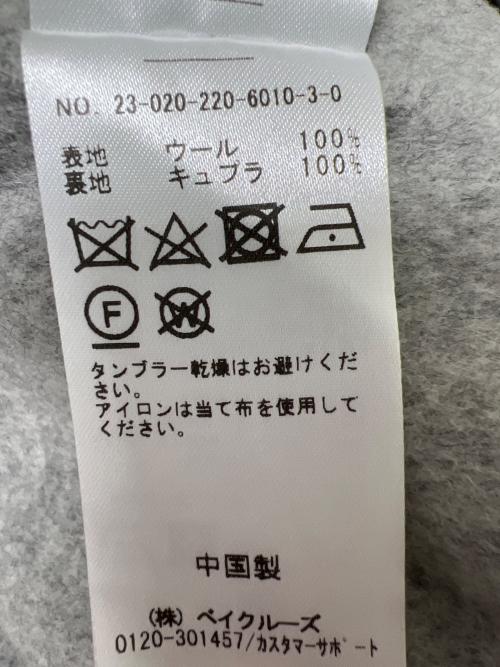 NO. 23-020-220-6010-3-0
表地 ウール 100%
裏地 キュプラ 100%
F W
タンブラー乾燥はお避けくだ
さい。
アイロンは当て布を使用して
ください。
中国製
(株) ベイクルーズ
0120-301457/カスタマーサポート